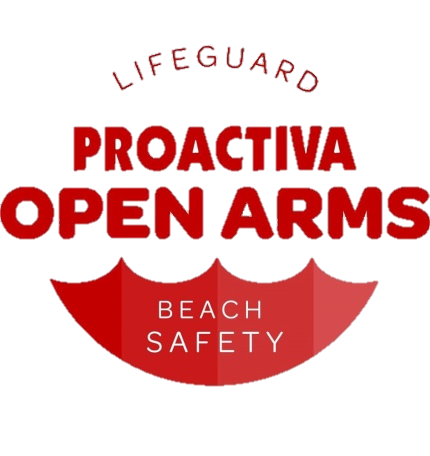 LIFEGUARD
PROACTIVA
OPEN ARMS
BEACH
SAFETY